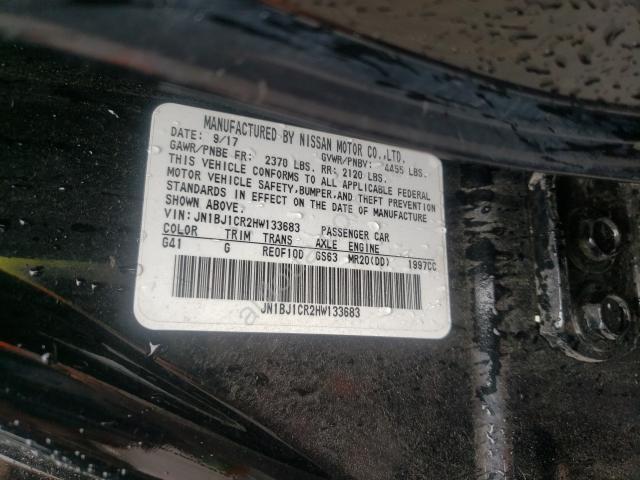 MANUFACTURED BY NISSAN MOTOR CO.,LTD.
DATE: 9/17 GVWR/PNBV: 4455 LBS.
GAWR/PNBE FR: 2370 LBS. RR: 2120 LBS.
THIS VEHICLE CONFORMS TO ALL APPLICABLE FEDERAL
MOTOR VEHICLE SAFETY,BUMPER,AND THEFT PREVENTION
STANDARDS IN EFFECT ON THE DATE OF MANUFACTURE
SHOWN ABOVE.
VIN: JN1BJ1CR2HW133683 PASSENGER CAR
COLOR TRIM TRANS AXLE ENGINE
G41 G RE0F10D GS63 MR20(DD) 1997CC
JN1BJ1CR2HW133683